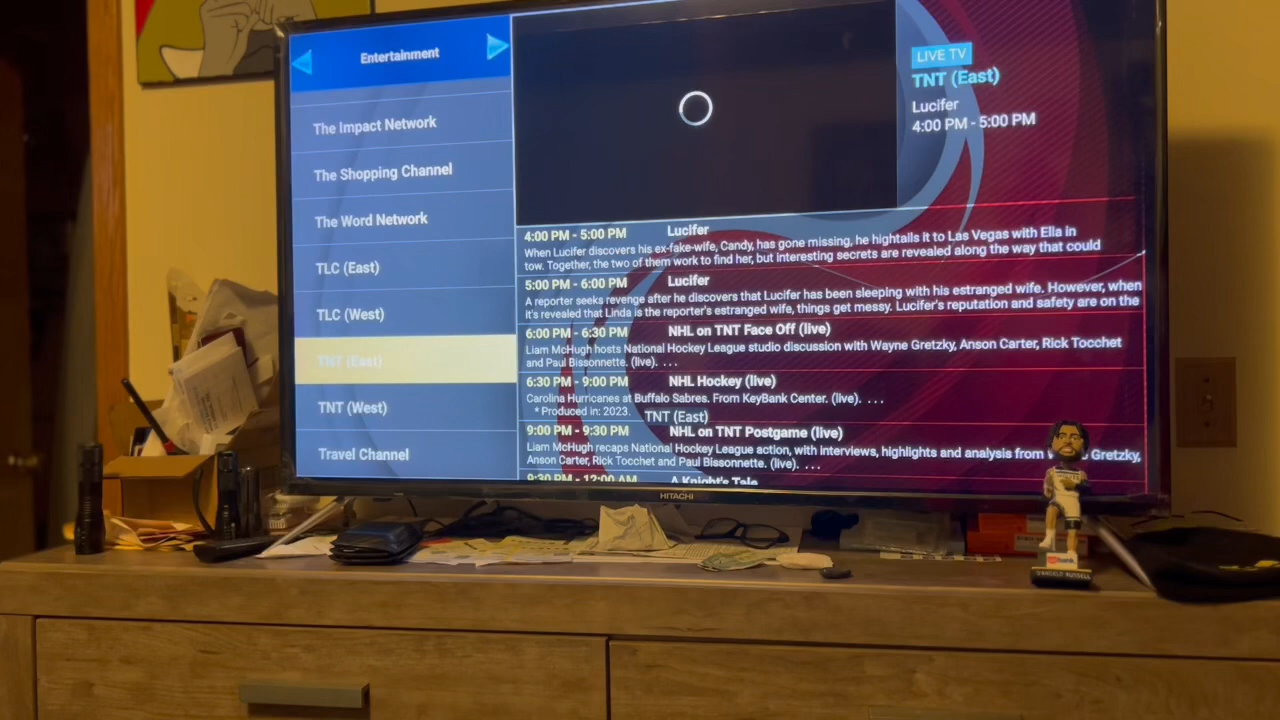 Entertainment
The Impact Network
The Shopping Channel
The Word Network
TLC (East)
TLC (West)
TNT (East)
TNT (West)
Travel Channel
LIVE TV
TNT (East)
Lucifer
4:00 PM - 5:00 PM
4:00 PM - 5:00 PM Lucifer
When Lucifer discovers his ex-fake-wife, Candy, has gone missing, he hightails it to Las Vegas with Ella in
tow. Together, the two of them work to find her, but interesting secrets are revealed along the way that could
5:00 PM - 6:00 PM Lucifer
A reporter seeks revenge after he discovers that Lucifer has been sleeping with his estranged wife. However, when
it's revealed that Linda is the reporter's estranged wife, things get messy. Lucifer's reputation and safety are on the
6:00 PM - 6:30 PM NHL on TNT Face Off (live)
Liam McHugh hosts National Hockey League studio discussion with Wayne Gretzky, Anson Carter, Rick Tocchet
and Paul Bissonnette. (live). . . .
6:30 PM - 9:00 PM NHL Hockey (live)
Carolina Hurricanes at Buffalo Sabres. From KeyBank Center. (live). . . .
* Produced in: 2023. TNT (East)
9:00 PM - 9:30 PM NHL on TNT Postgame (live)
Liam McHugh recaps National Hockey League action, with interviews, highlights and analysis from Gretzky,
Anson Carter, Rick Tocchet and Paul Bissonnette. (live). . . .
9:30 PM - 12:00 AM A Knight's Tale
HITACHI